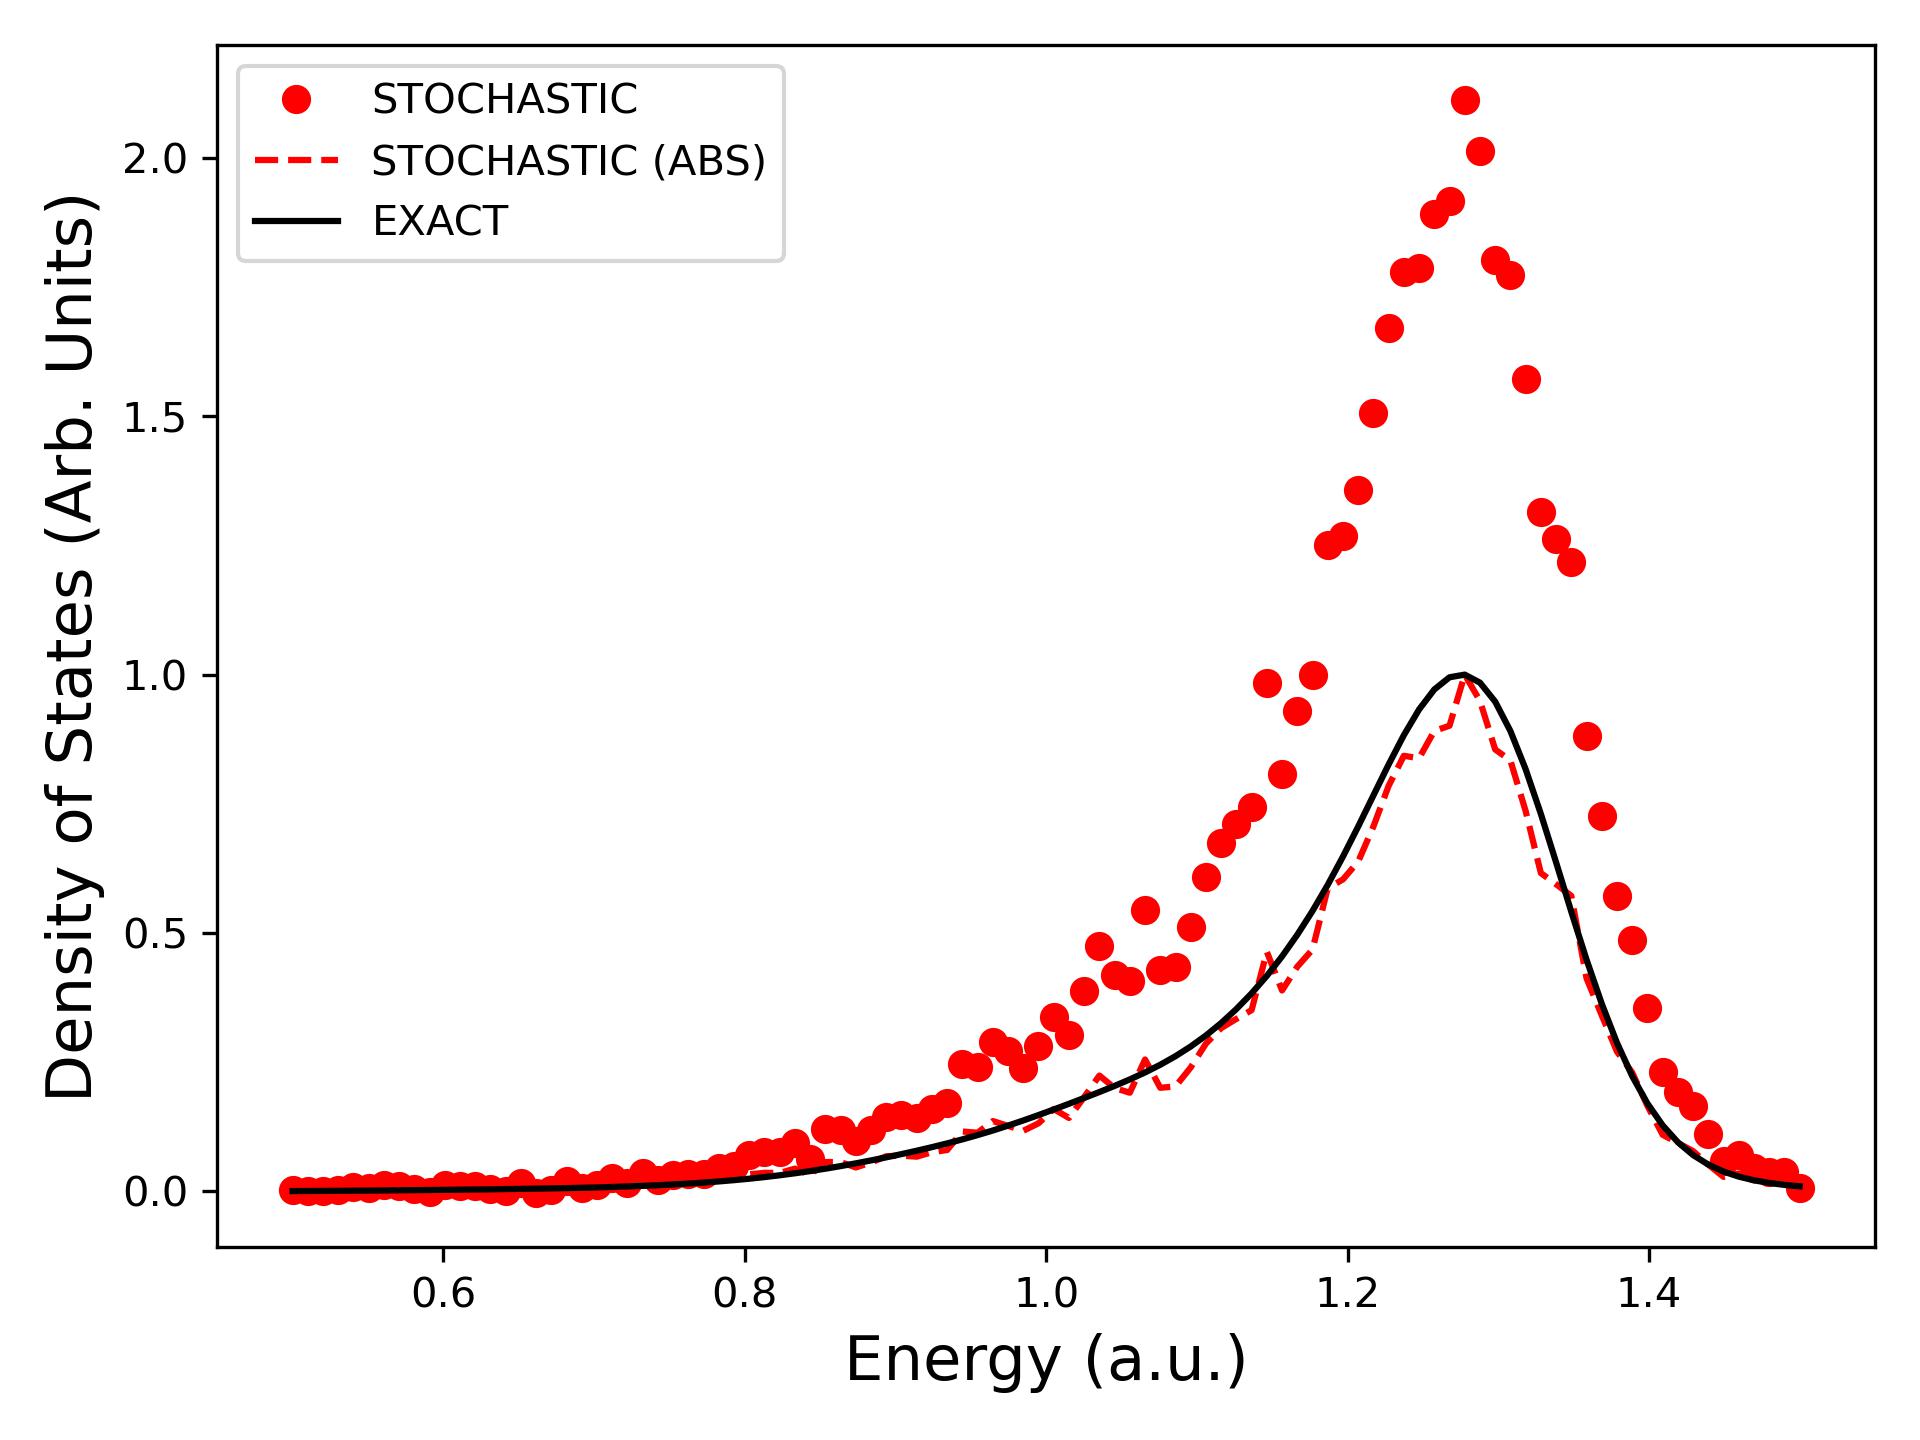 STOCHASTIC
STOCHASTIC (ABS)
EXACT
Density of States (Arb. Units)
2.0
1.5
1.0
0.5
0.0
0.6 0.8 1.0 1.2 1.4
Energy (a.u.)